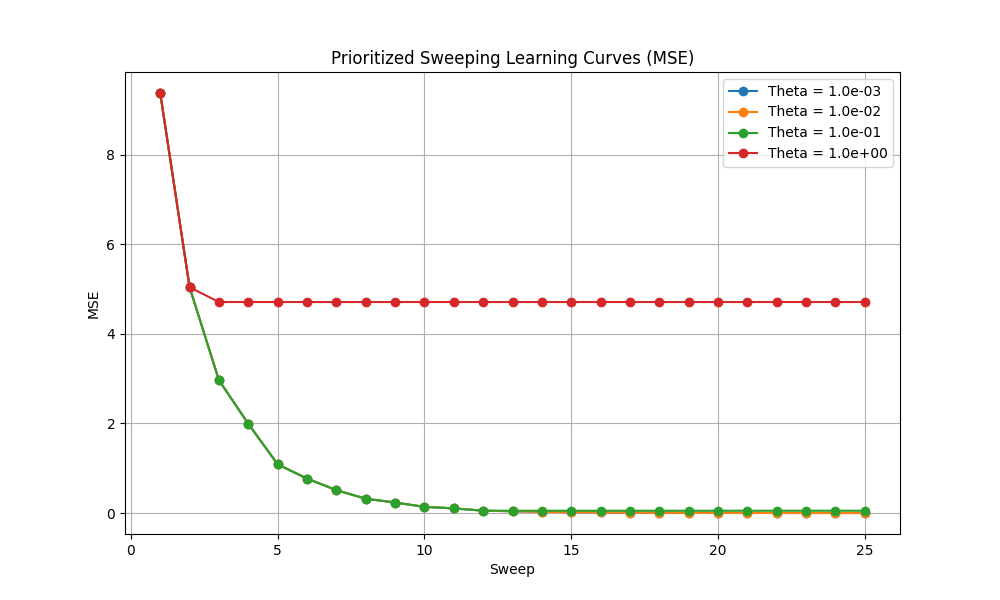 Prioritized Sweeping Learning Curves (MSE)
Theta = 1.0e-03
Theta = 1.0e-02
Theta = 1.0e-01
Theta = 1.0e+00
MSE
8
6
4
2
0
0 5 10 15 20 25
Sweep